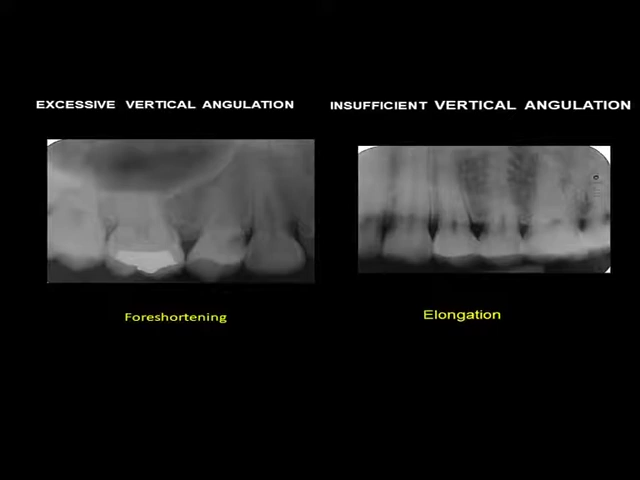 EXCESSIVE VERTICAL ANGULATION
INSUFFICIENT VERTICAL ANGULATION
Foreshortening
Elongation